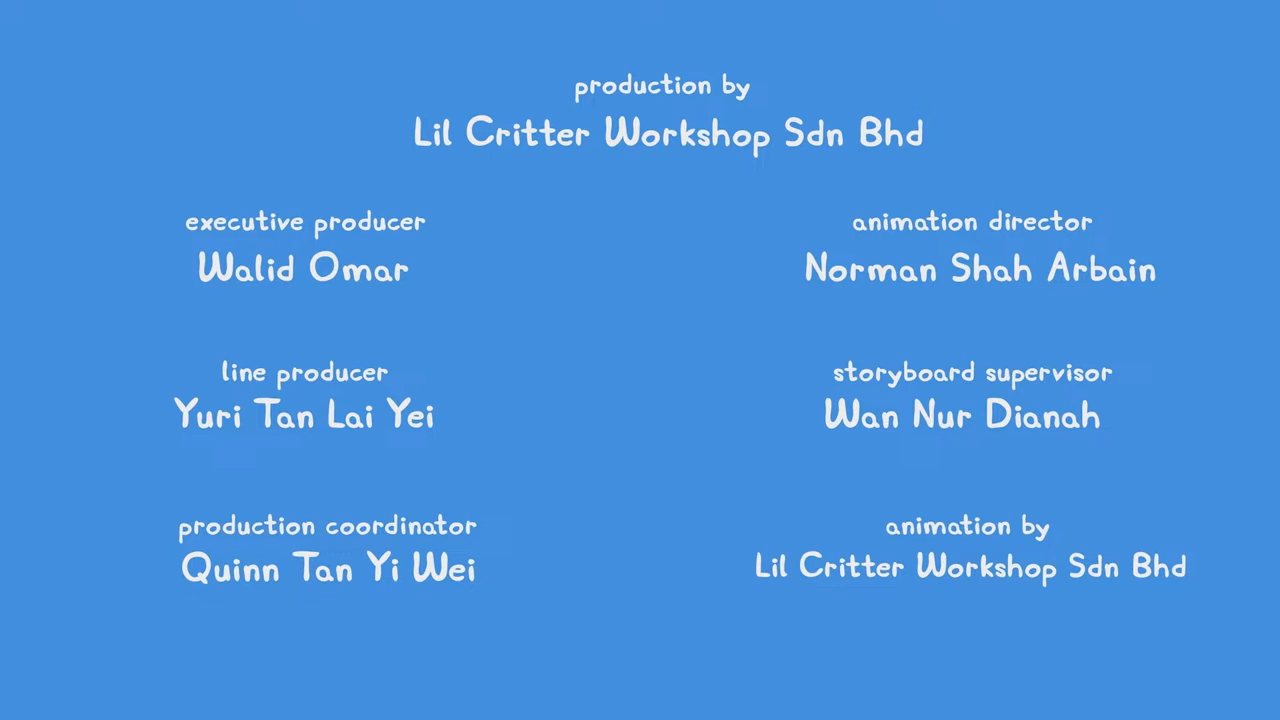 production by
Lil Critter Workshop Sdn Bhd
executive producer
Walid Omar
animation director
Norman Shah Arbain
line producer
Yuri Tan Lai Yei
storyboard supervisor
Wan Nur Dianah
production coordinator
Quinn Tan Yi Wei
animation by
Lil Critter Workshop Sdn Bhd